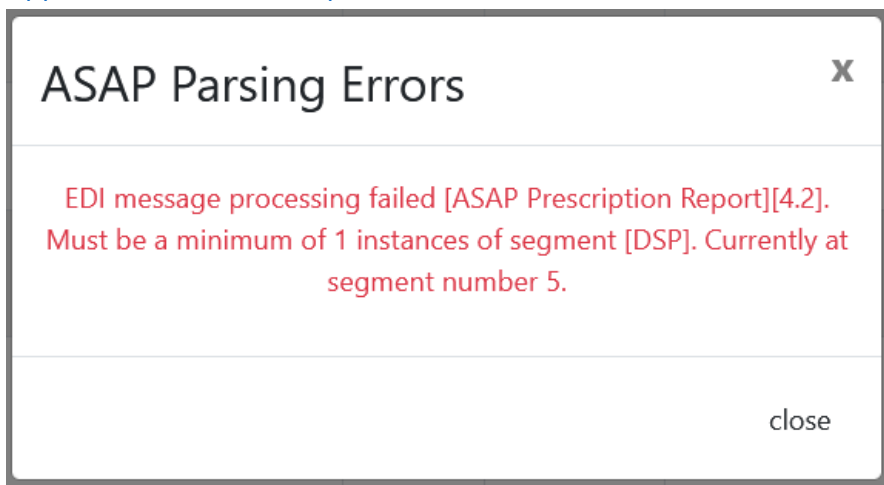 ASAP Parsing Errors
x
EDI message processing failed [ASAP Prescription Report][4.2].
Must be a minimum of 1 instances of segment [DSP]. Currently at
segment number 5.
close